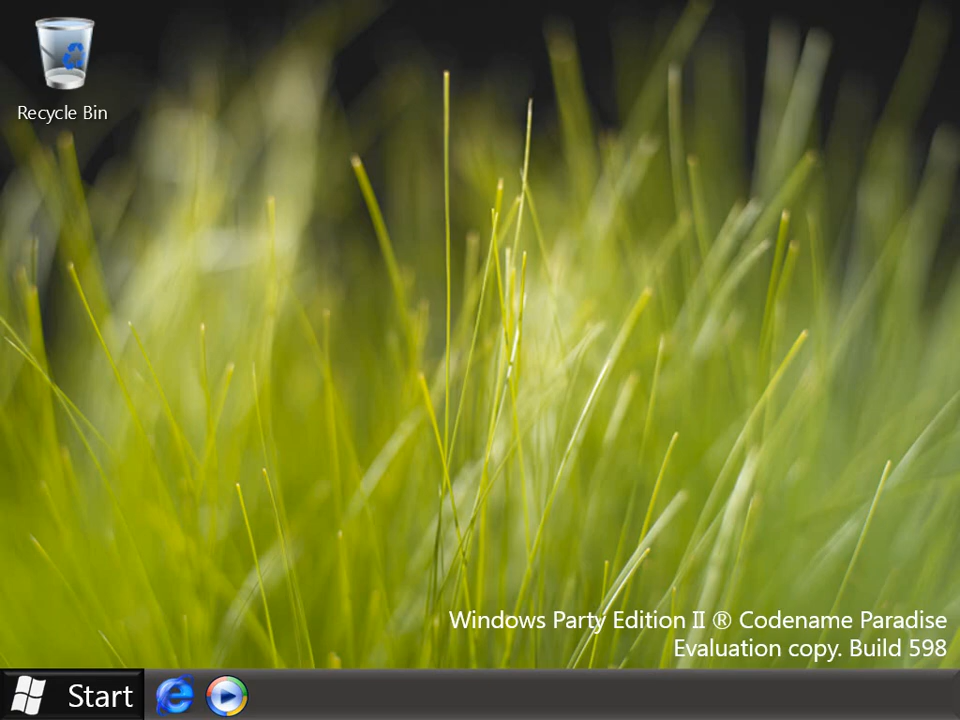 Recycle Bin
Windows Party Edition II ® Codename Paradise
Evaluation copy. Build 598
Start